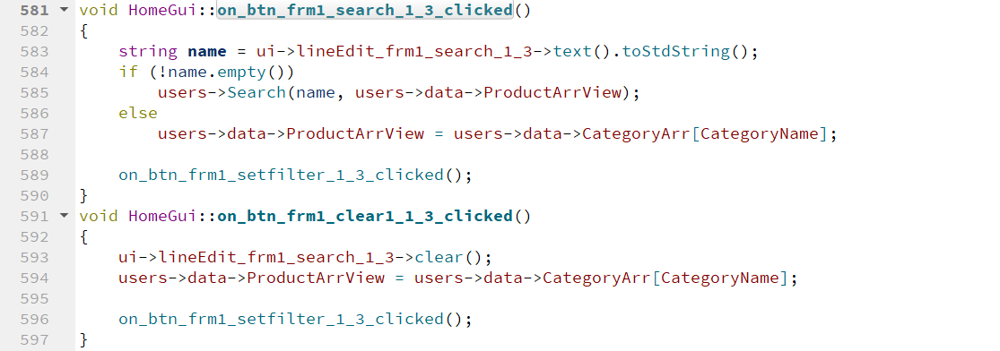 581 void HomeGui::on_btn_frm1_search_1_3_clicked()
582 {
583 string name = ui->lineEdit_frm1_search_1_3->text().toStdString();
584 if (!name.empty())
585 users->Search(name, users->data->ProductArrView);
586 else
587 users->data->ProductArrView = users->data->CategoryArr[CategoryName];
588
589 on_btn_frm1_setfilter_1_3_clicked();
590 }
591 void HomeGui::on_btn_frm1_clear1_1_3_clicked()
592 {
593 ui->lineEdit_frm1_search_1_3->clear();
594 users->data->ProductArrView = users->data->CategoryArr[CategoryName];
595
596 on_btn_frm1_setfilter_1_3_clicked();
597 }